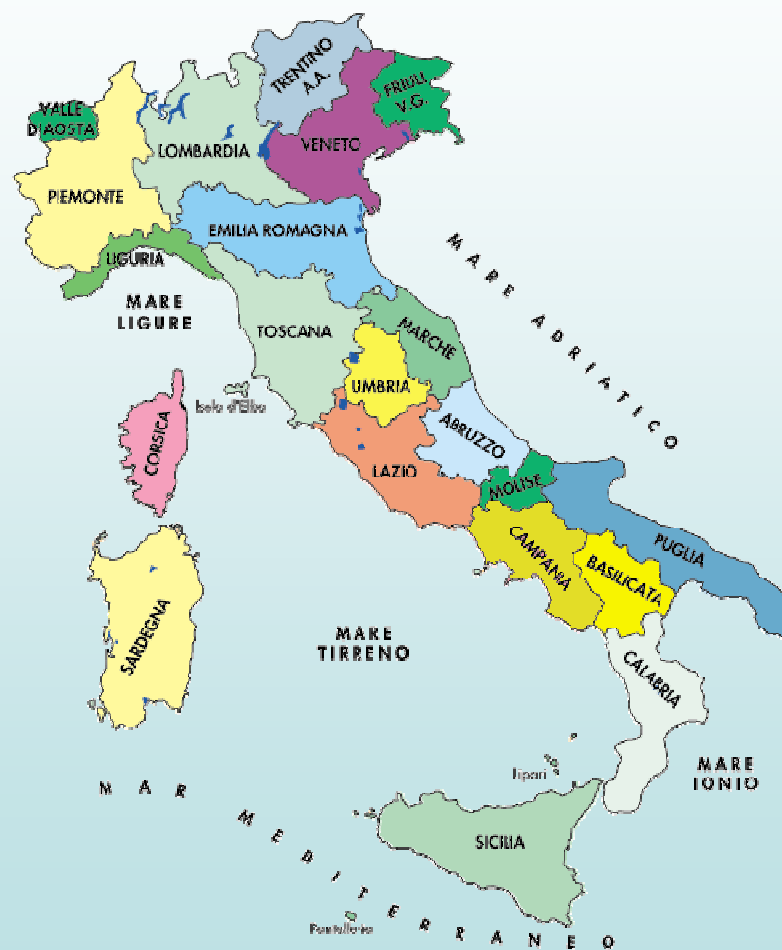 TRENTINO
A.A.
FRIULI
V.G.
VALLE
D'AOSTA
LOMBARDIA
VENETO
PIEMONTE
EMILIA ROMAGNA
LIGURIA
MARE
LIGURE
MARE ADRIATICO
TOSCANA
MARCHE
UMBRIA
Isola d'Elba
CORSICA
ABRUZZO
LAZIO
MOLISE
CAMPANIA
PUGLIA
BASILICATA
SARDEGNA
MARE
TIRRENO
CALABRIA
MARE
IONIO
Lipari
MAR MEDITERRANEO
SICILIA
Pantelleria